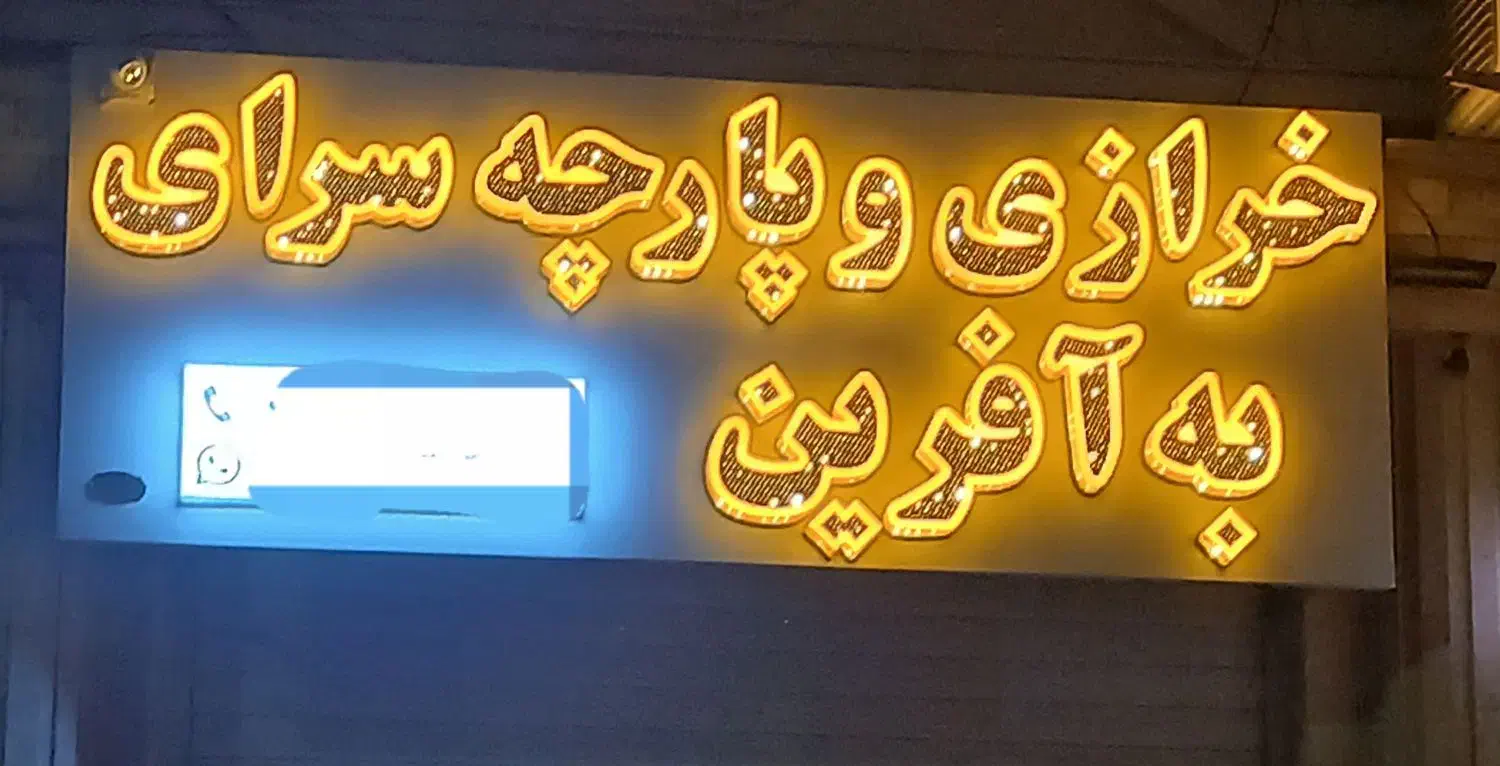 خرازی و پارچه سرای
به آفرین